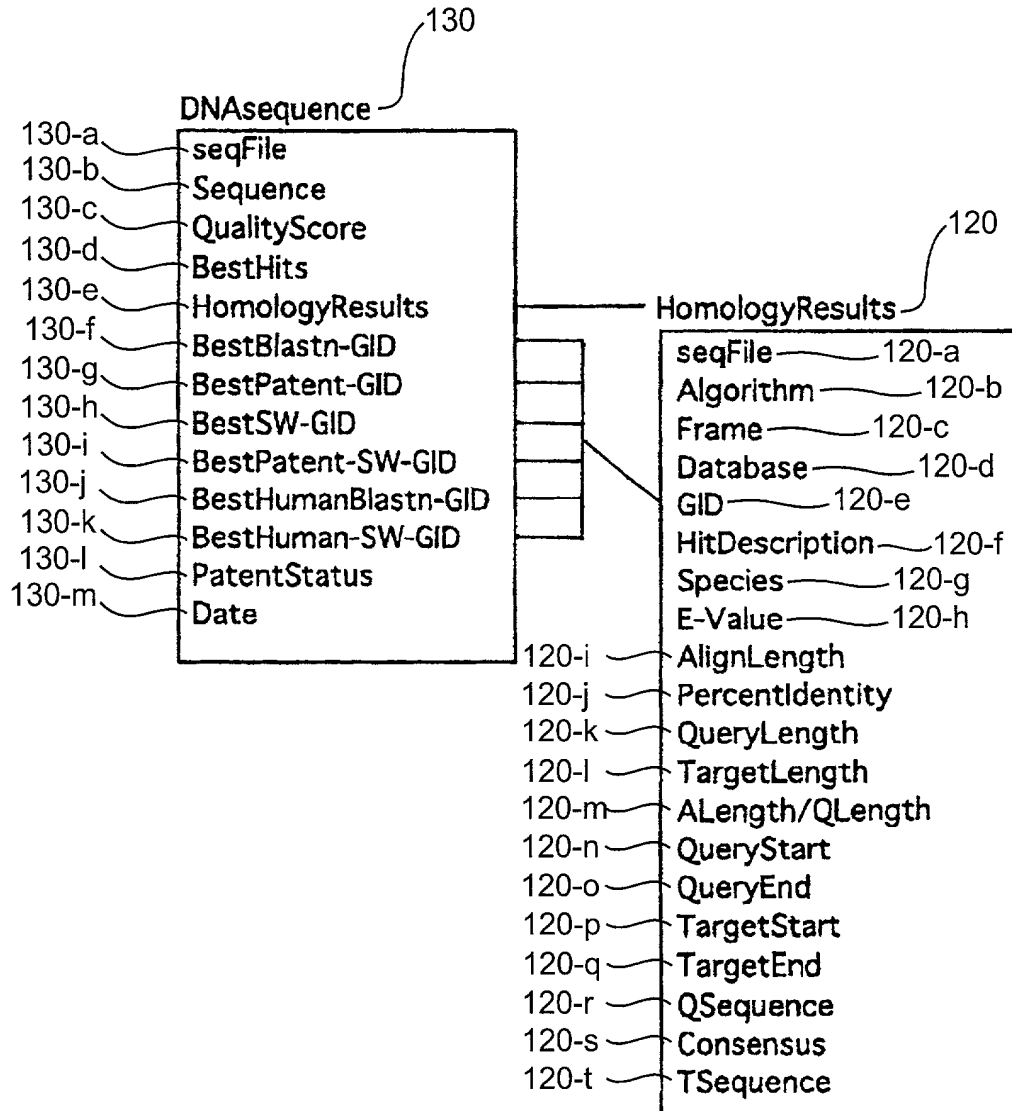 130
DNAsequence
130-a seqFile
130-b Sequence
130-c QualityScore
130-d BestHits
130-e HomologyResults
130-f BestBlastn-GID
130-g BestPatent-GID
130-h BestSW-GID
130-i BestPatent-SW-GID
130-j BestHumanBlastn-GID
130-k BestHuman-SW-GID
130-l PatentStatus
130-m Date
120
HomologyResults
seqFile 120-a
Algorithm 120-b
Frame 120-c
Database 120-d
GID 120-e
HitDescription 120-f
Species 120-g
E-Value 120-h
120-i AlignLength
120-j PercentIdentity
120-k QueryLength
120-l TargetLength
120-m ALength/QLength
120-n QueryStart
120-o QueryEnd
120-p TargetStart
120-q TargetEnd
120-r QSequence
120-s Consensus
120-t TSequence